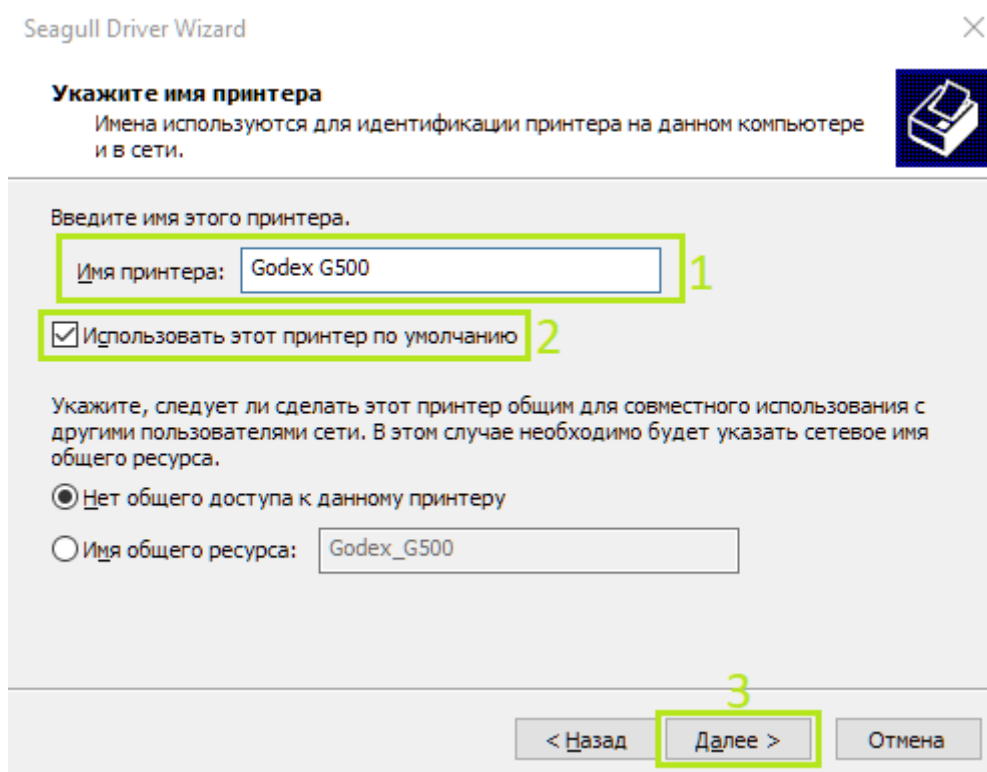 Seagull Driver Wizard
Укажите имя принтера
Имена используются для идентификации принтера на данном компьютере
и в сети.
Введите имя этого принтера.
Имя принтера: Godex G500 1
Использовать этот принтер по умолчанию 2
Укажите, следует ли сделать этот принтер общим для совместного использования с
другими пользователями сети. В этом случае необходимо будет указать сетевое имя
общего ресурса.
Нет общего доступа к данному принтеру
Имя общего ресурса: Godex_G500
3
< Назад Далее > Отмена